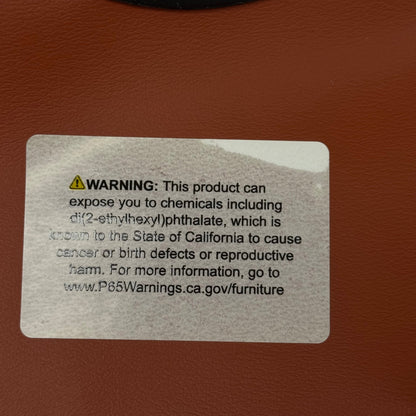 ⚠WARNING: This product can
expose you to chemicals including
di(2-ethylhexyl)phthalate, which is
known to the State of California to cause
cancer or birth defects or reproductive
harm. For more information, go to
www.P65Warnings.ca.gov/furniture